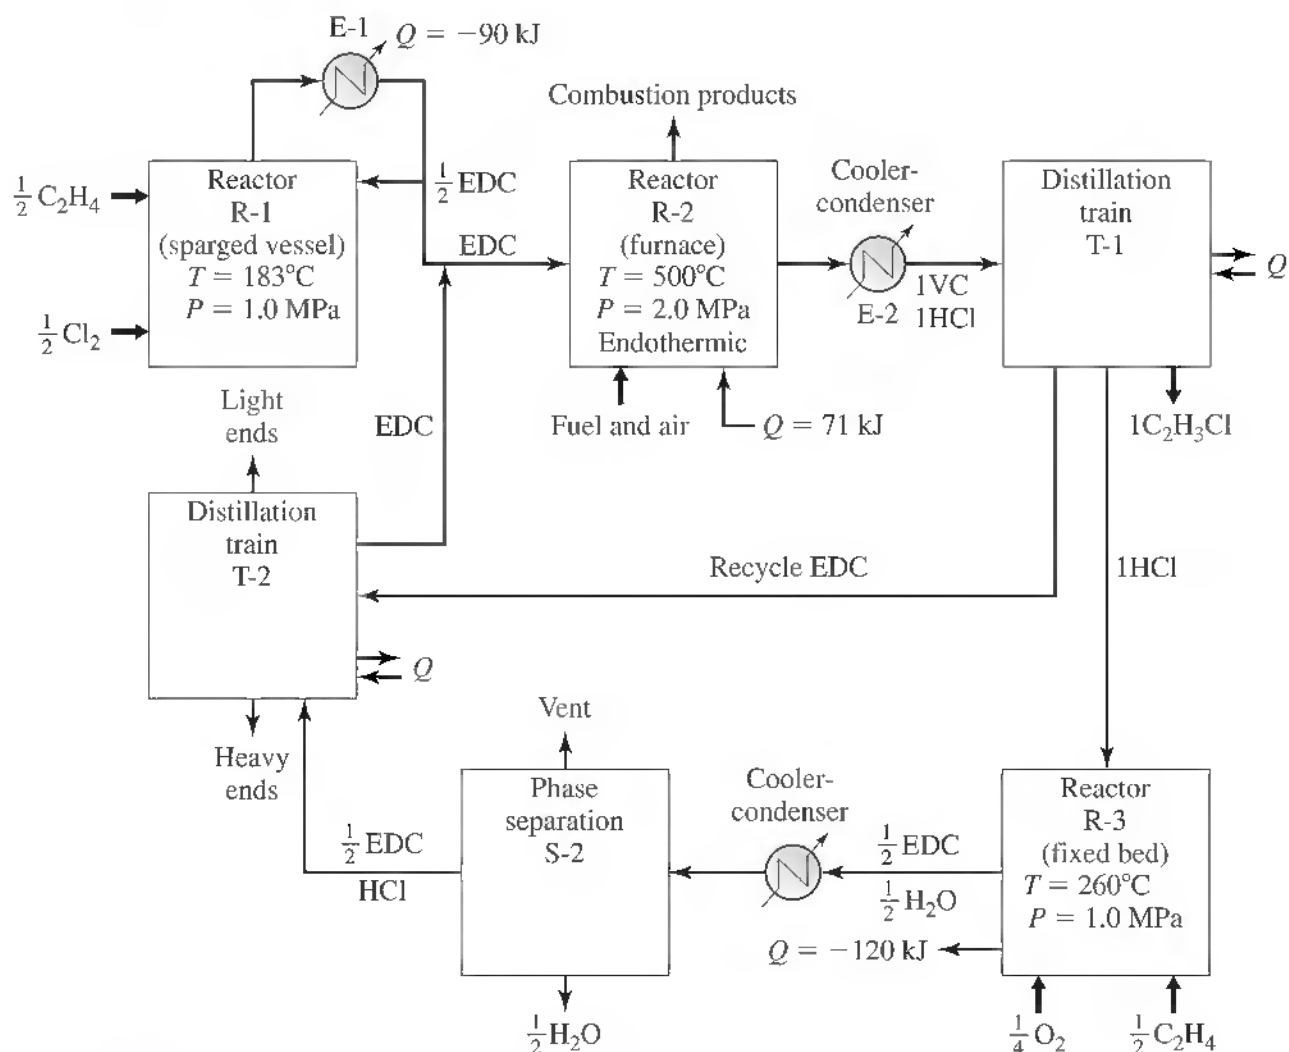 E-1
Q = −90 kJ
Combustion products
½ C₂H₄
½ Cl₂
Reactor
R-1
(sparged vessel)
T = 183°C
P = 1.0 MPa
½ EDC
EDC
Reactor
R-2
(furnace)
T = 500°C
P = 2.0 MPa
Endothermic
Fuel and air
Q = 71 kJ
Cooler-
condenser
E-2
1VC
1HCl
Distillation
train
T-1
Q
1C₂H₃Cl
Light
ends
EDC
Distillation
train
T-2
Recycle EDC
1HCl
Q
Heavy
ends
½ EDC
HCl
Vent
Phase
separation
S-2
½ H₂O
Cooler-
condenser
½ EDC
½ H₂O
Q = −120 kJ
Reactor
R-3
(fixed bed)
T = 260°C
P = 1.0 MPa
¼ O₂
½ C₂H₄